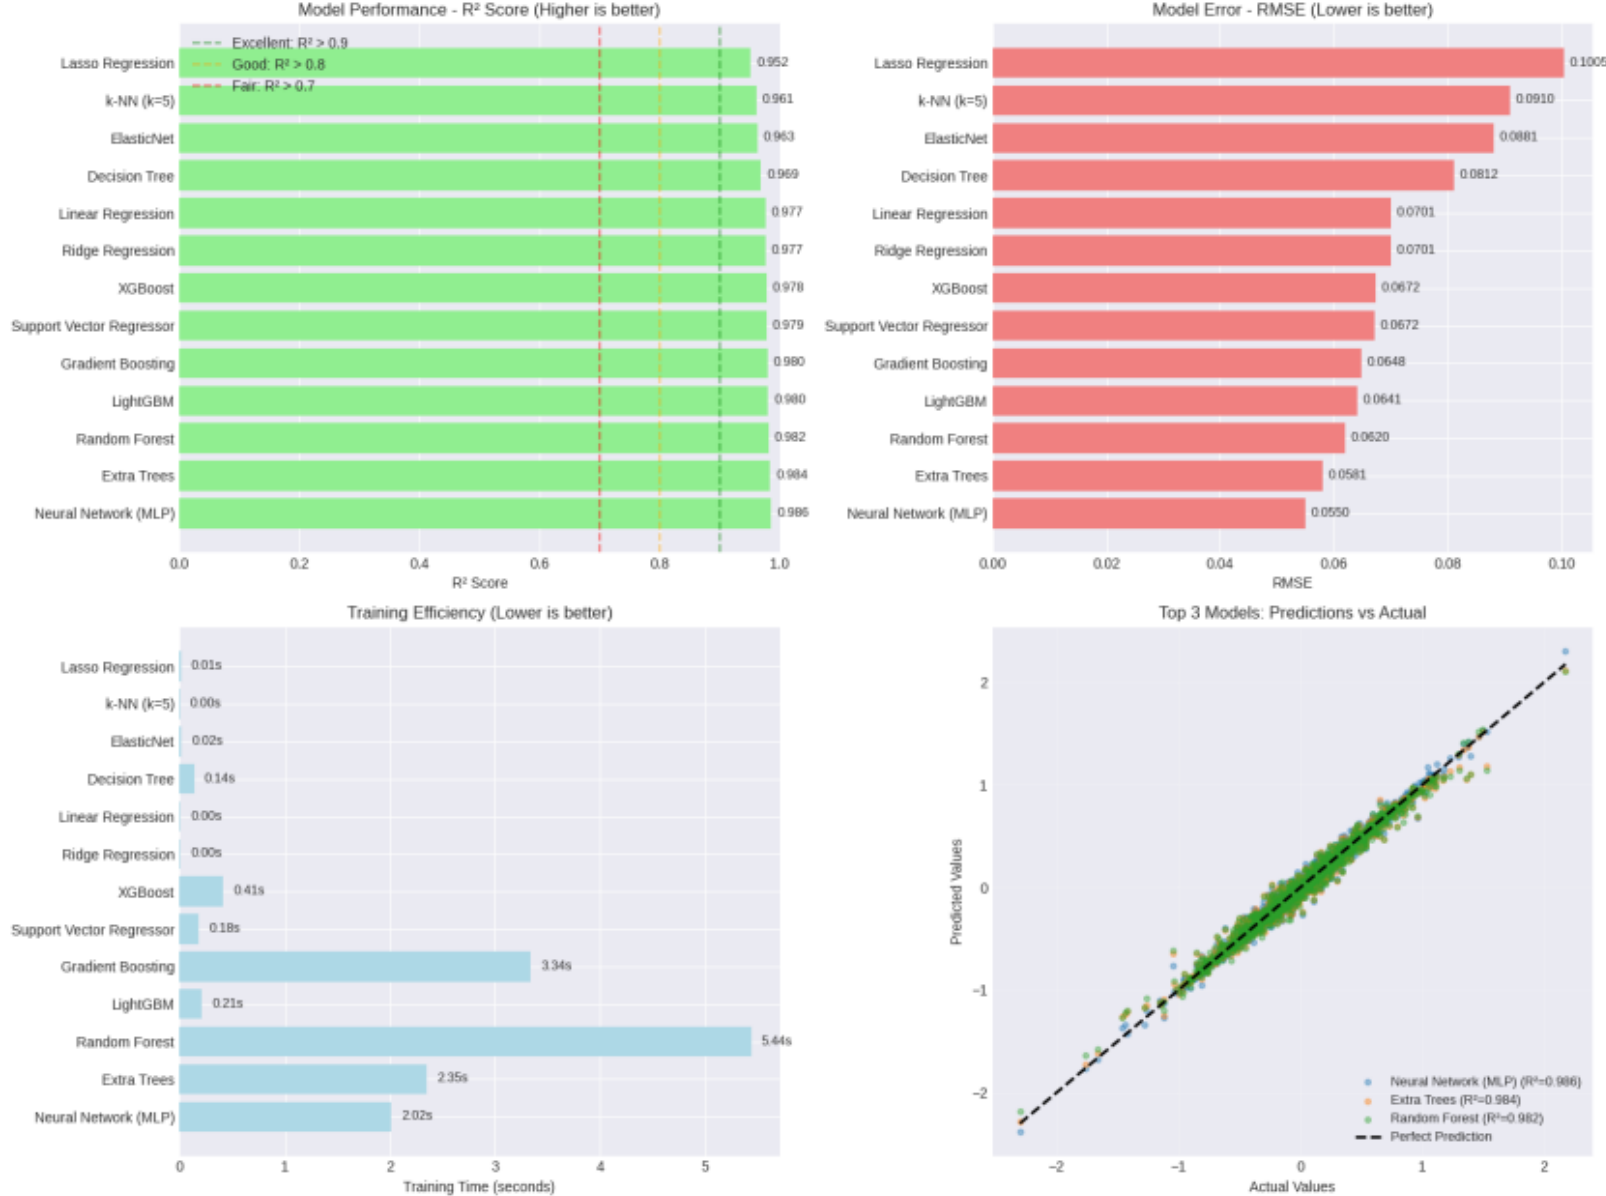 Model Performance - R² Score (Higher is better)
Excellent: R² > 0.9
Good: R² > 0.8
Fair: R² > 0.7
Lasso Regression 0.952
k-NN (k=5) 0.961
ElasticNet 0.963
Decision Tree 0.969
Linear Regression 0.977
Ridge Regression 0.977
XGBoost 0.978
Support Vector Regressor 0.979
Gradient Boosting 0.980
LightGBM 0.980
Random Forest 0.982
Extra Trees 0.984
Neural Network (MLP) 0.986
0.0 0.2 0.4 0.6 0.8 1.0
R² Score
Model Error - RMSE (Lower is better)
Lasso Regression 0.1005
k-NN (k=5) 0.0910
ElasticNet 0.0881
Decision Tree 0.0812
Linear Regression 0.0701
Ridge Regression 0.0701
XGBoost 0.0672
Support Vector Regressor 0.0672
Gradient Boosting 0.0648
LightGBM 0.0641
Random Forest 0.0620
Extra Trees 0.0581
Neural Network (MLP) 0.0550
0.00 0.02 0.04 0.06 0.08 0.10
RMSE
Training Efficiency (Lower is better)
Lasso Regression 0.01s
k-NN (k=5) 0.00s
ElasticNet 0.02s
Decision Tree 0.14s
Linear Regression 0.00s
Ridge Regression 0.00s
XGBoost 0.41s
Support Vector Regressor 0.18s
Gradient Boosting 3.34s
LightGBM 0.21s
Random Forest 5.44s
Extra Trees 2.35s
Neural Network (MLP) 2.02s
0 1 2 3 4 5
Training Time (seconds)
Top 3 Models: Predictions vs Actual
Predicted Values
2
1
0
−1
−2
Neural Network (MLP) (R²=0.986)
Extra Trees (R²=0.984)
Random Forest (R²=0.982)
Perfect Prediction
−2 −1 0 1 2
Actual Values